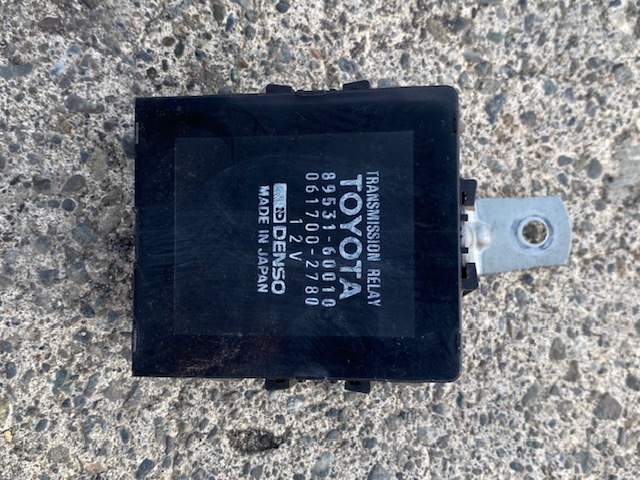 TRANSMISSION RELAY
TOYOTA
89531-60010
061700-2780
12V
DENSO
MADE IN JAPAN